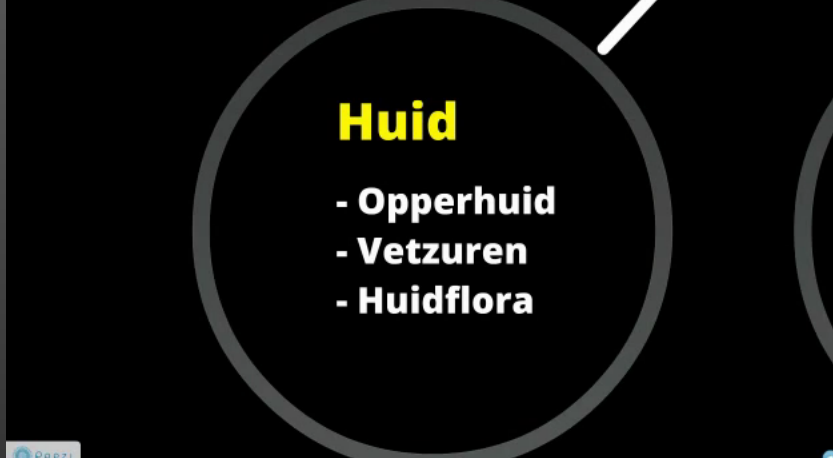 Huid
- Opperhuid
- Vetzuren
- Huidflora